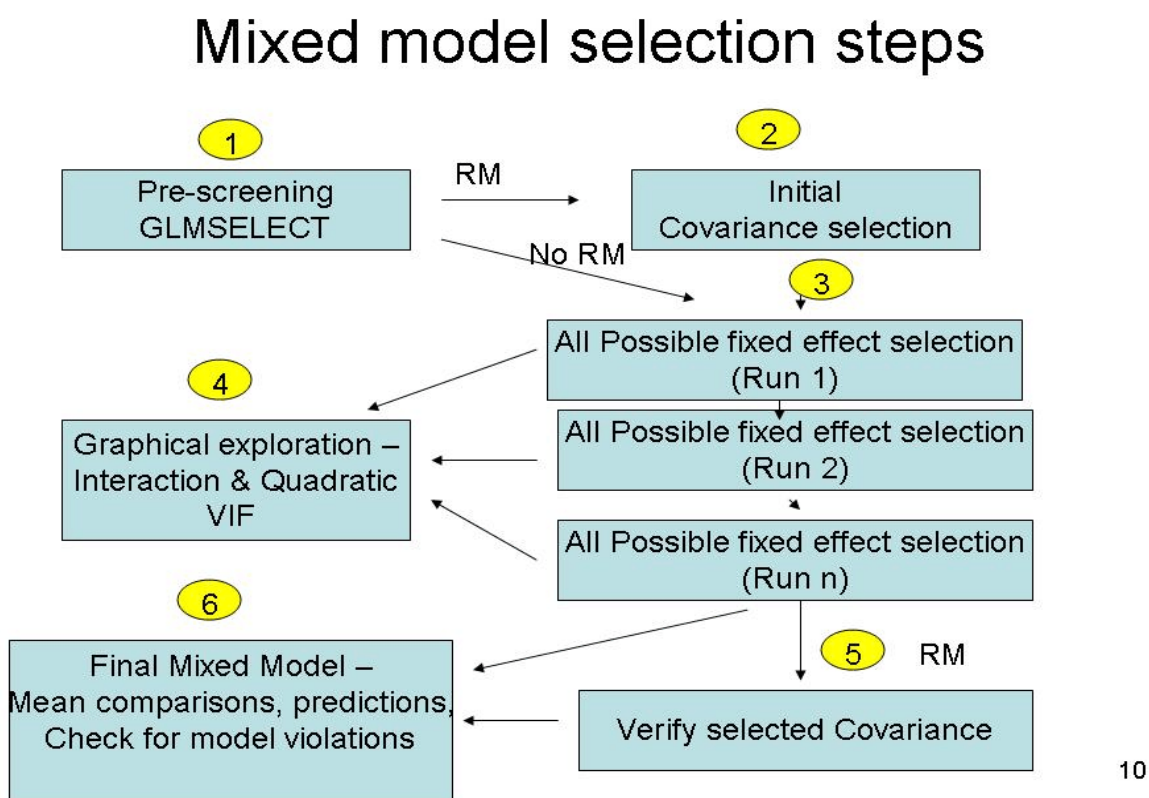 Mixed model selection steps
1
Pre-screening
GLMSELECT
RM
No RM
2
Initial
Covariance selection
3
All Possible fixed effect selection
(Run 1)
All Possible fixed effect selection
(Run 2)
All Possible fixed effect selection
(Run n)
4
Graphical exploration –
Interaction & Quadratic
VIF
5
RM
Verify selected Covariance
6
Final Mixed Model –
Mean comparisons, predictions,
Check for model violations
10